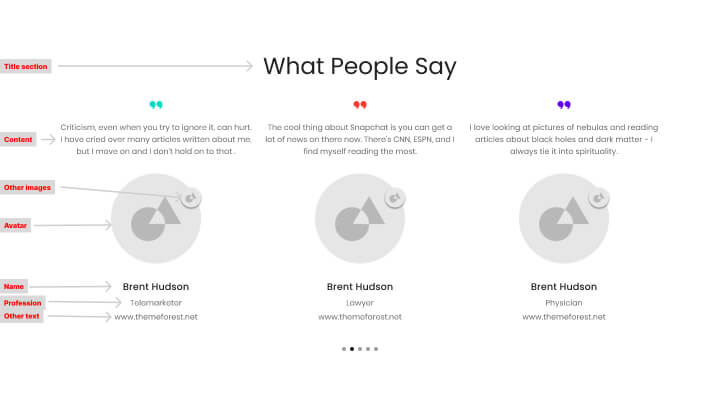 Title section
What People Say
Content
Criticism, even when you try to ignore it, can hurt.
I have cried over many articles written about me,
but I move on and I don't hold on to that .
The cool thing about Snapchat is you can get a
lot of news on there now. There's CNN, ESPN, and I
find myself reading the most.
I love looking at pictures of nebulas and reading
articles about black holes and dark matter - I
always tie it into spirituality.
Other images
Avatar
Name
Brent Hudson
Brent Hudson
Brent Hudson
Profession
Telemarketer
Lawyer
Physician
Other text
www.themeforest.net
www.themeforest.net
www.themeforest.net